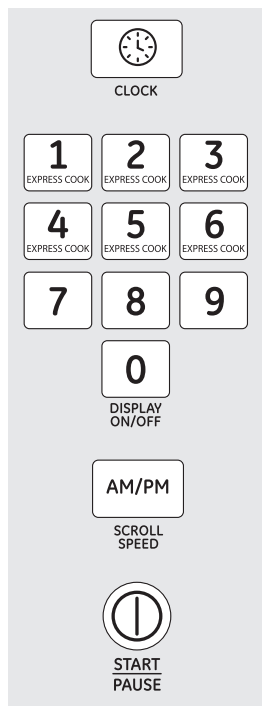 CLOCK
1 2 3
EXPRESS COOK EXPRESS COOK EXPRESS COOK
4 5 6
EXPRESS COOK EXPRESS COOK EXPRESS COOK
7 8 9
0
DISPLAY
ON/OFF
AM/PM
SCROLL
SPEED
START
PAUSE